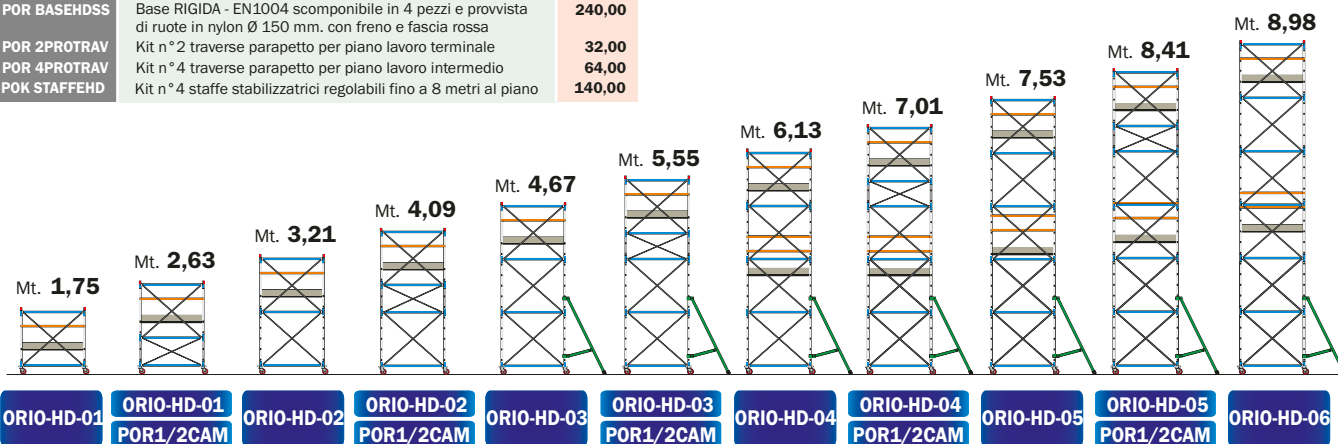 POR BASEHDSS Base RIGIDA - EN1004 scomponibile in 4 pezzi e provvista 240,00
di ruote in nylon Ø 150 mm. con freno e fascia rossa
POR 2PROTRAV Kit n°2 traverse parapetto per piano lavoro terminale 32,00
POR 4PROTRAV Kit n°4 traverse parapetto per piano lavoro intermedio 64,00
POK STAFFEHD Kit n°4 staffe stabilizzatrici regolabili fino a 8 metri al piano 140,00
Mt. 1,75
Mt. 2,63
Mt. 3,21
Mt. 4,09
Mt. 4,67
Mt. 5,55
Mt. 6,13
Mt. 7,01
Mt. 7,53
Mt. 8,41
Mt. 8,98
ORIO-HD-01
ORIO-HD-01
POR1/2CAM
ORIO-HD-02
ORIO-HD-02
POR1/2CAM
ORIO-HD-03
ORIO-HD-03
POR1/2CAM
ORIO-HD-04
ORIO-HD-04
POR1/2CAM
ORIO-HD-05
ORIO-HD-05
POR1/2CAM
ORIO-HD-06